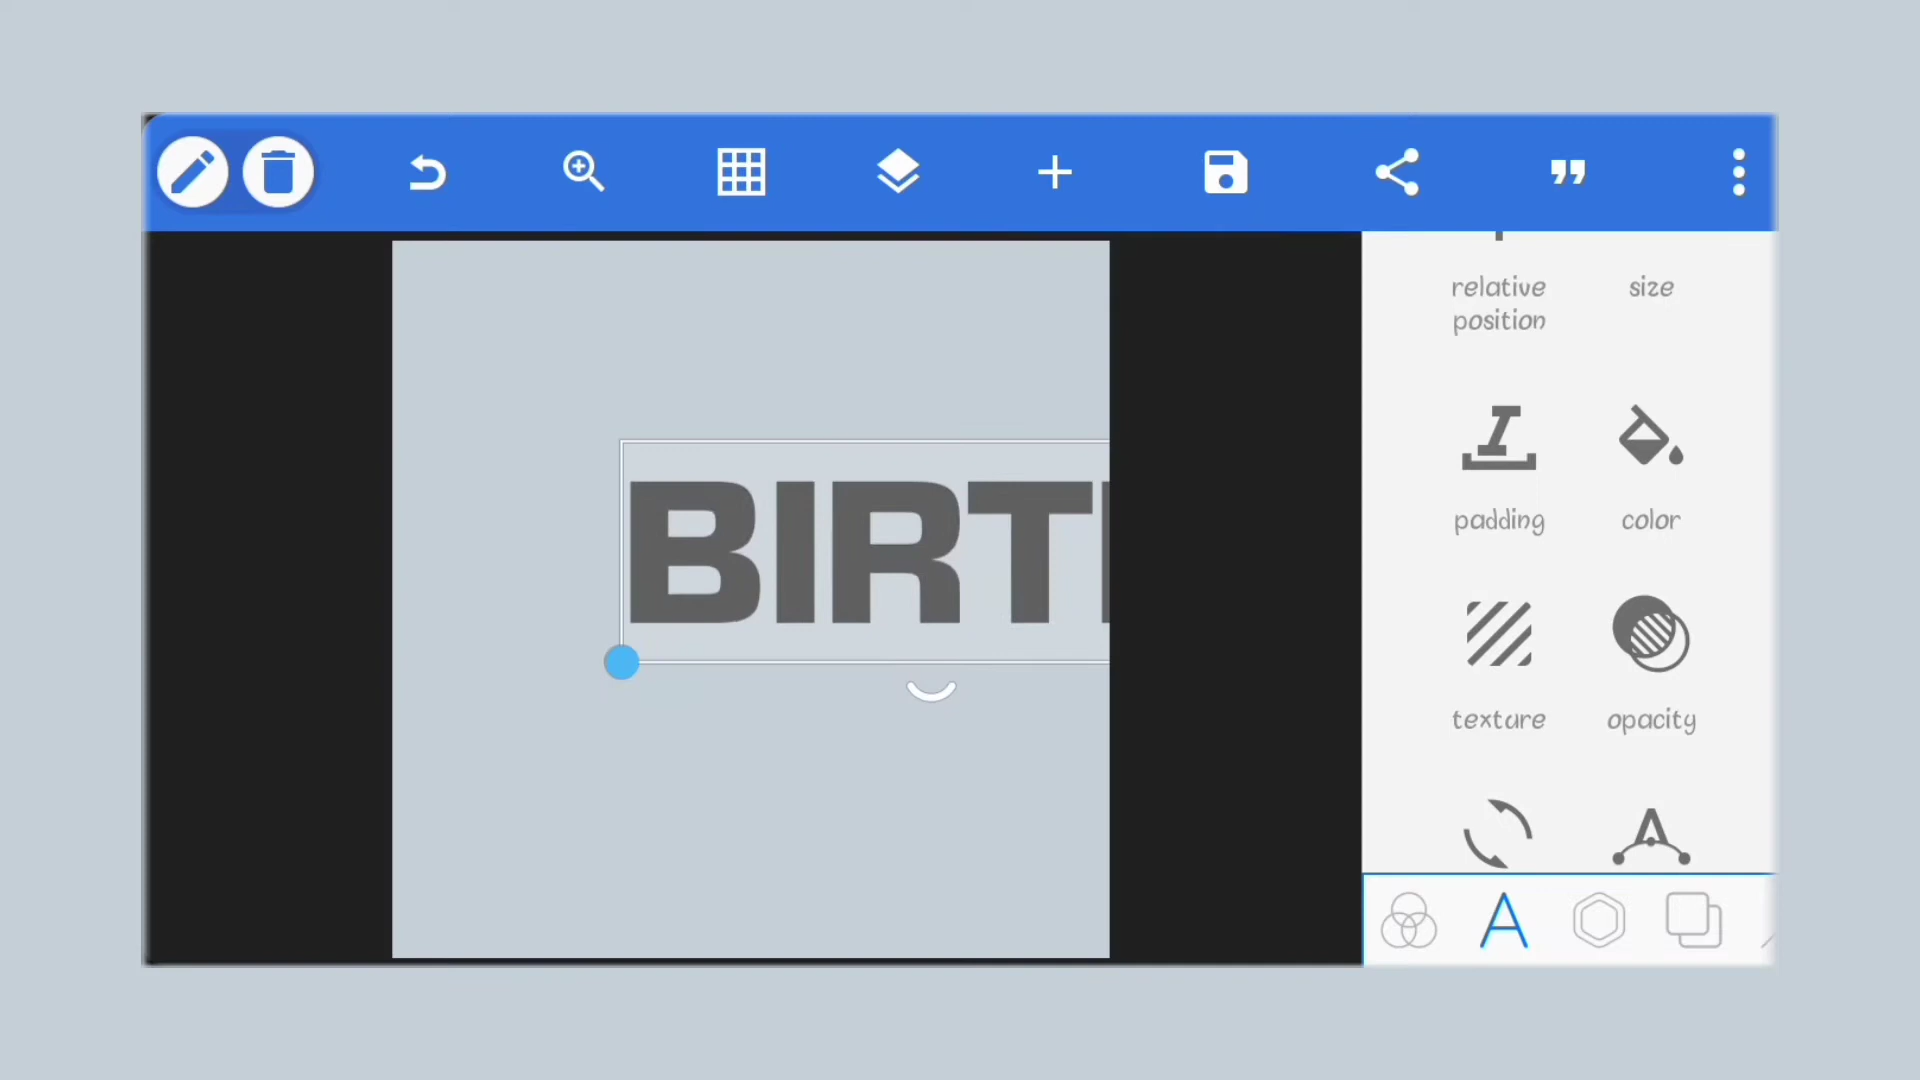 relative size
position
BIRT
padding color
texture opacity